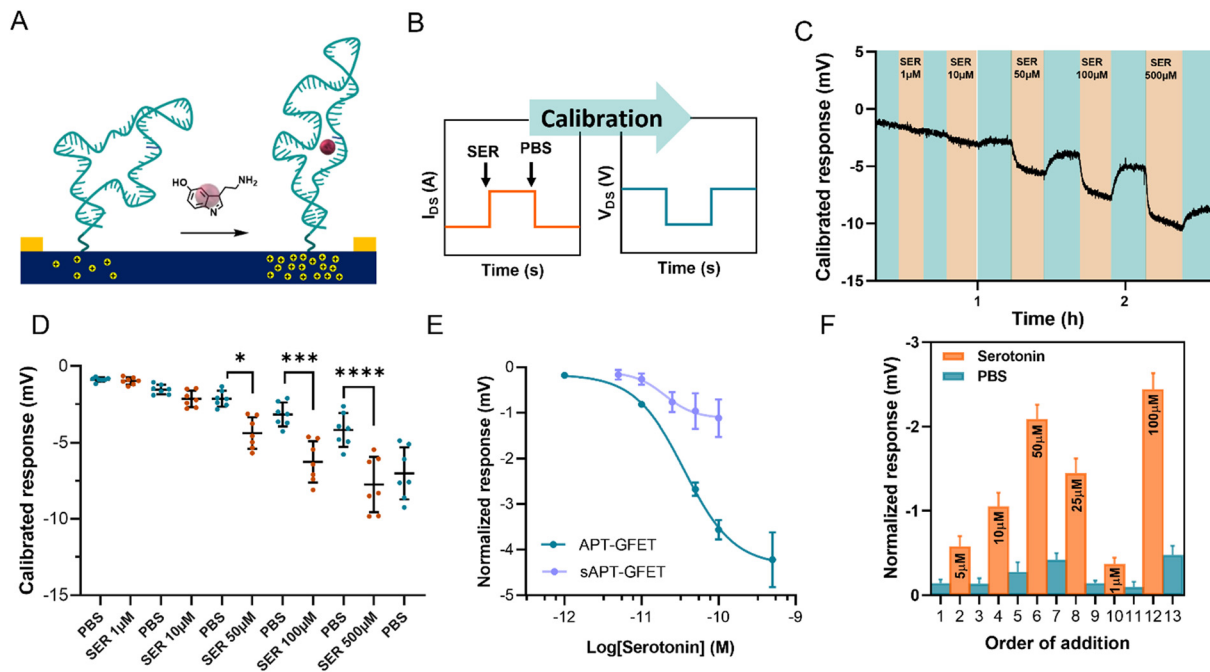 A
HO
NH₂
N
B
Calibration
SER
PBS
I_DS (A)
V_DS (V)
Time (s)
Time (s)
C
Calibrated response (mV)
5
0
-5
-10
-15
SER
1µM
SER
10µM
SER
50µM
SER
100µM
SER
500µM
1
2
Time (h)
D
Calibrated response (mV)
0
-5
-10
-15
*
***
****
PBS
SER 1µM
PBS
SER 10µM
PBS
SER 50µM
PBS
SER 100µM
PBS
SER 500µM
PBS
E
Normalized response (mV)
0
-1
-2
-3
-4
-5
APT-GFET
sAPT-GFET
-12
-11
-10
-9
Log[Serotonin] (M)
F
Normalized response (mV)
-3
-2
-1
0
Serotonin
PBS
5µM
10µM
50µM
25µM
1µM
100µM
1 2 3 4 5 6 7 8 9 10 11 12 13
Order of addition